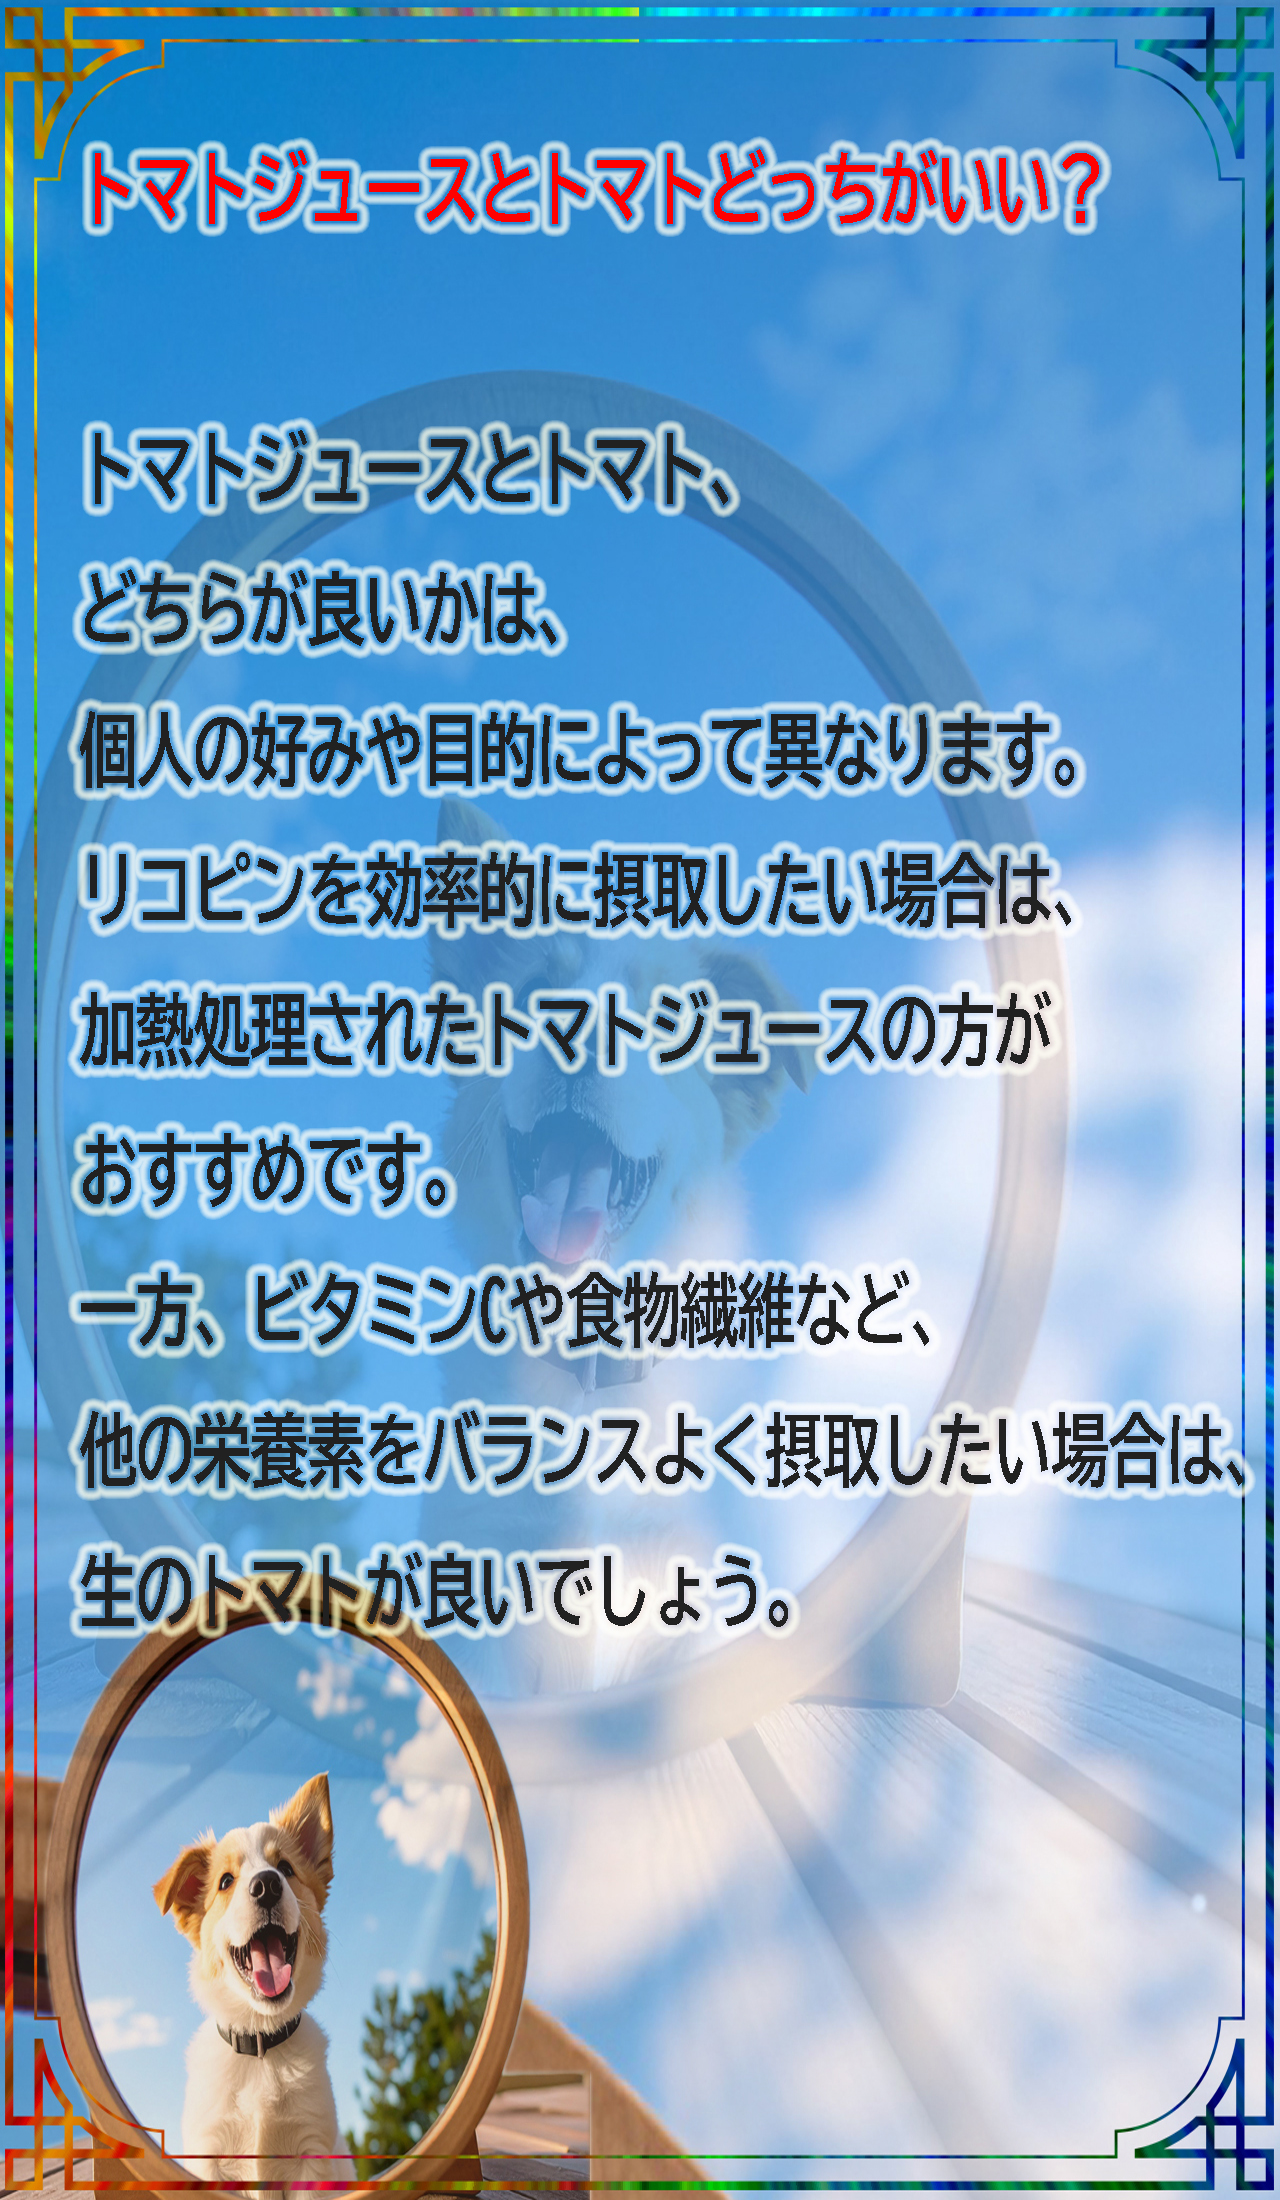 トマトジュースとトマトどっちがいい？
トマトジュースとトマト、
どちらが良いかは、
個人の好みや目的によって異なります。
リコピンを効率的に摂取したい場合は、
加熱処理されたトマトジュースの方が
おすすめです。
一方、ビタミンCや食物繊維など、
他の栄養素をバランスよく摂取したい場合は、
生のトマトが良いでしょう。